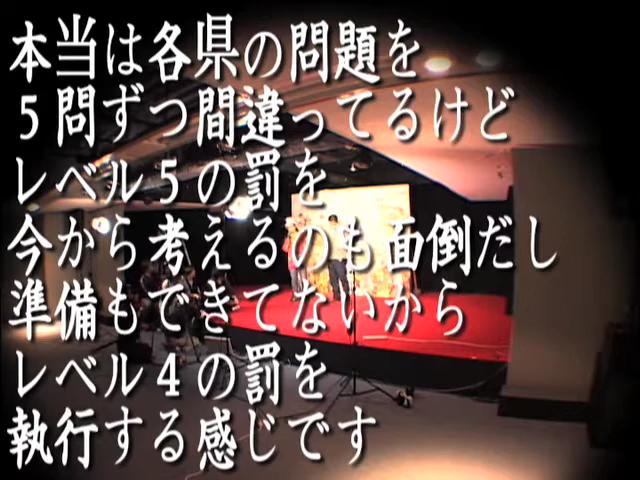 本当は各県の問題を
５問ずつ間違ってるけど
レベル５の罰を
今から考えるのも面倒だし
準備もできてないから
レベル４の罰を
執行する感じです